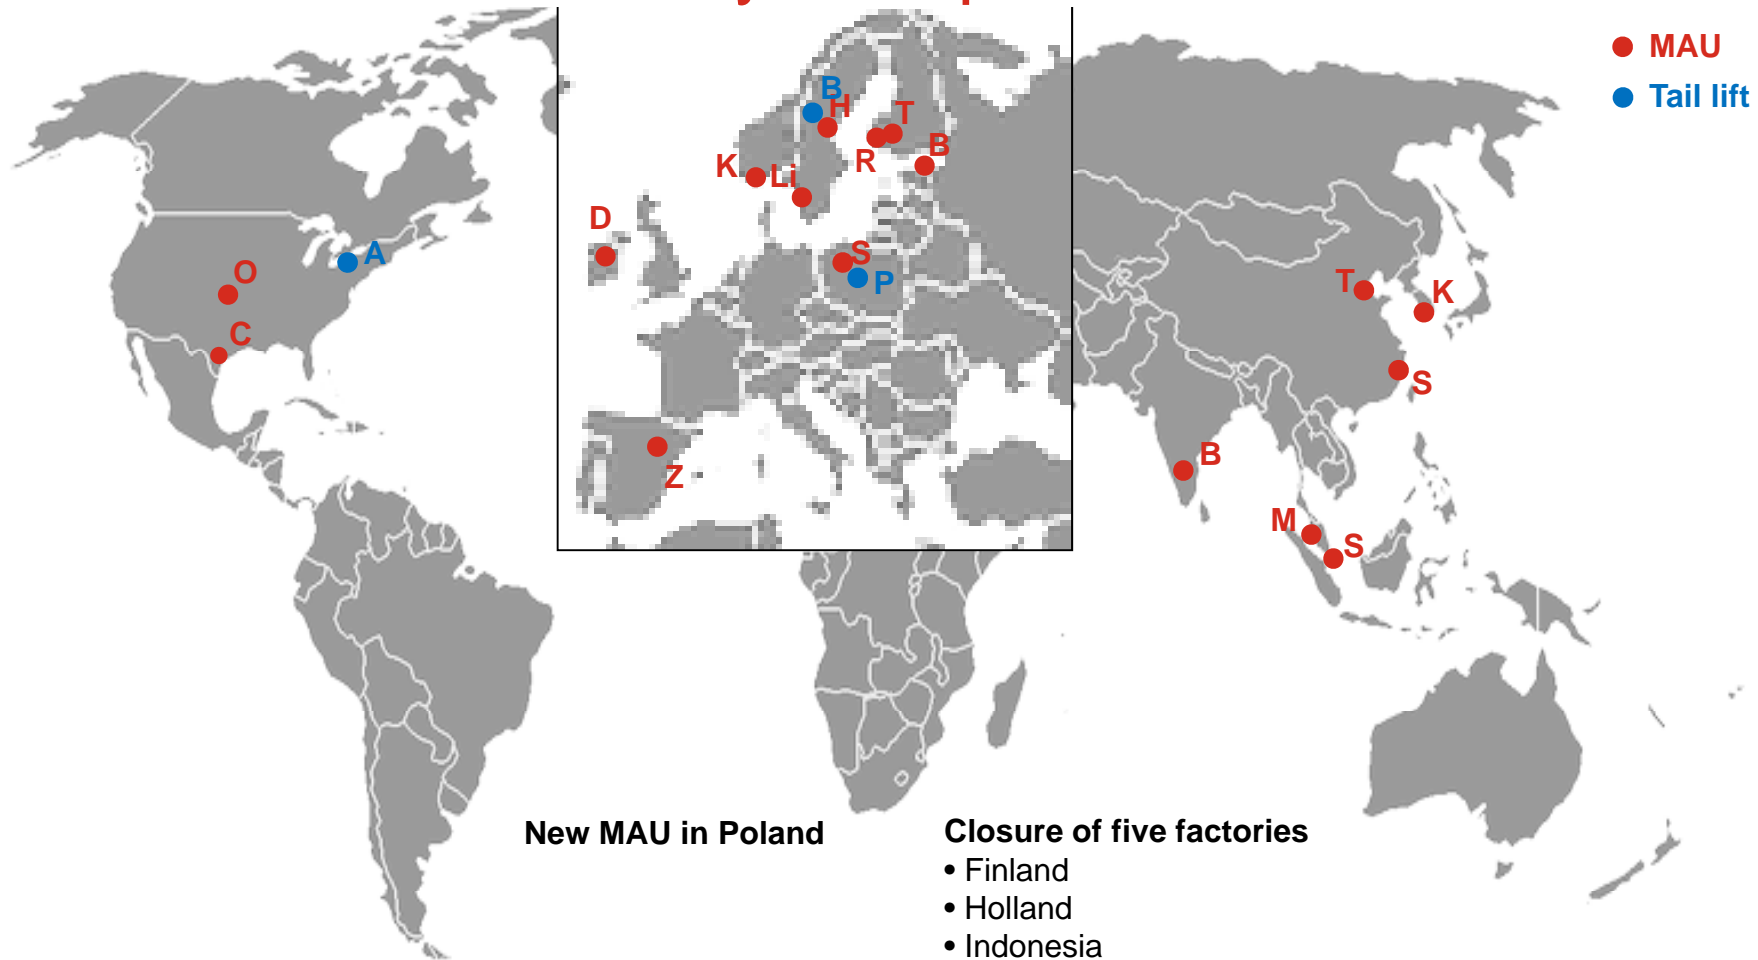 MAU
Tail lift
B
H
T
R
B
K
Li
D
S
P
Z
A
O
C
T
K
S
B
M
S
New MAU in Poland
Closure of five factories
• Finland
• Holland
• Indonesia